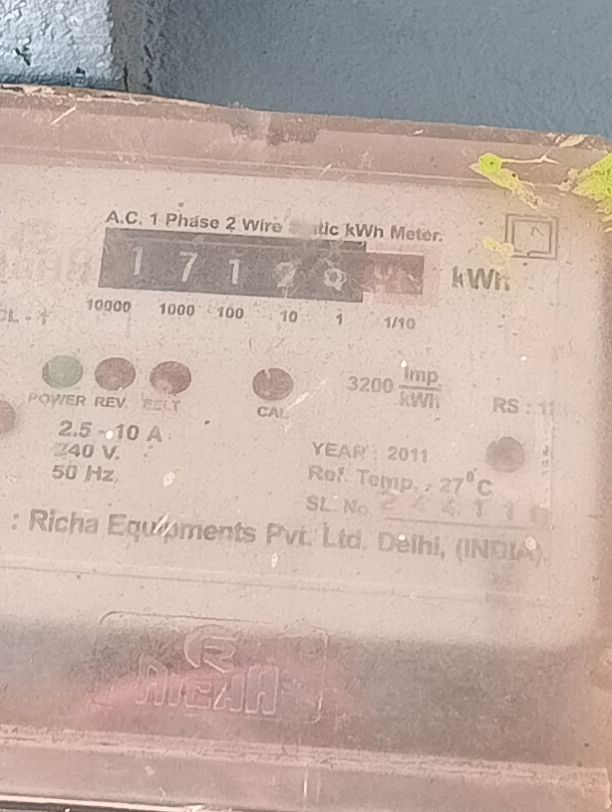 A.C. 1 Phase 2 Wire tic kWh Meter.
1 7 1 kWh
10000 1000 100 10 1 1/10
3200 Imp
kWh
POWER REV. CAL
RS :
2.5 - 10 A
240 V.
50 Hz.
YEAR : 2011
Ref. Temp. : 27°C
SL. No.
: Richa Equipments Pvt. Ltd. Delhi, (INDIA)